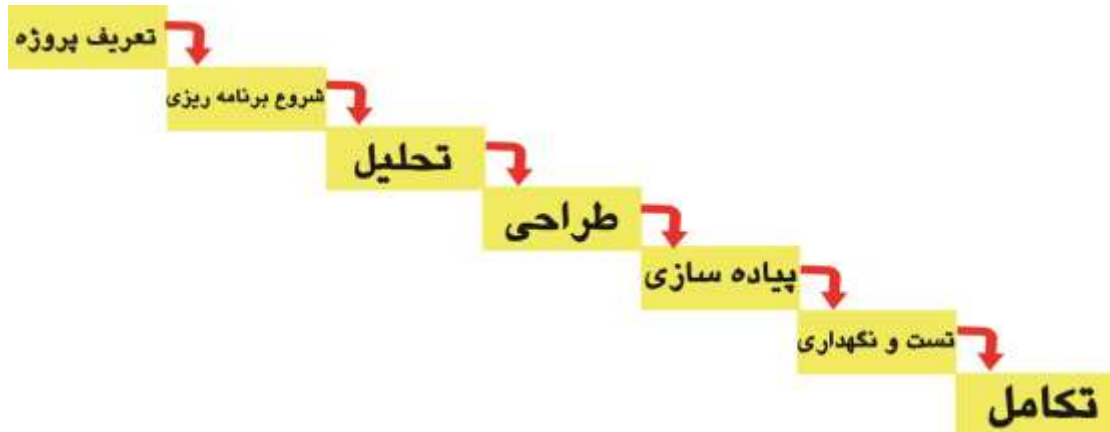 تعریف پروژه
شروع برنامه ریزی
تحلیل
طراحی
پیاده سازی
تست و نگهداری
تکامل